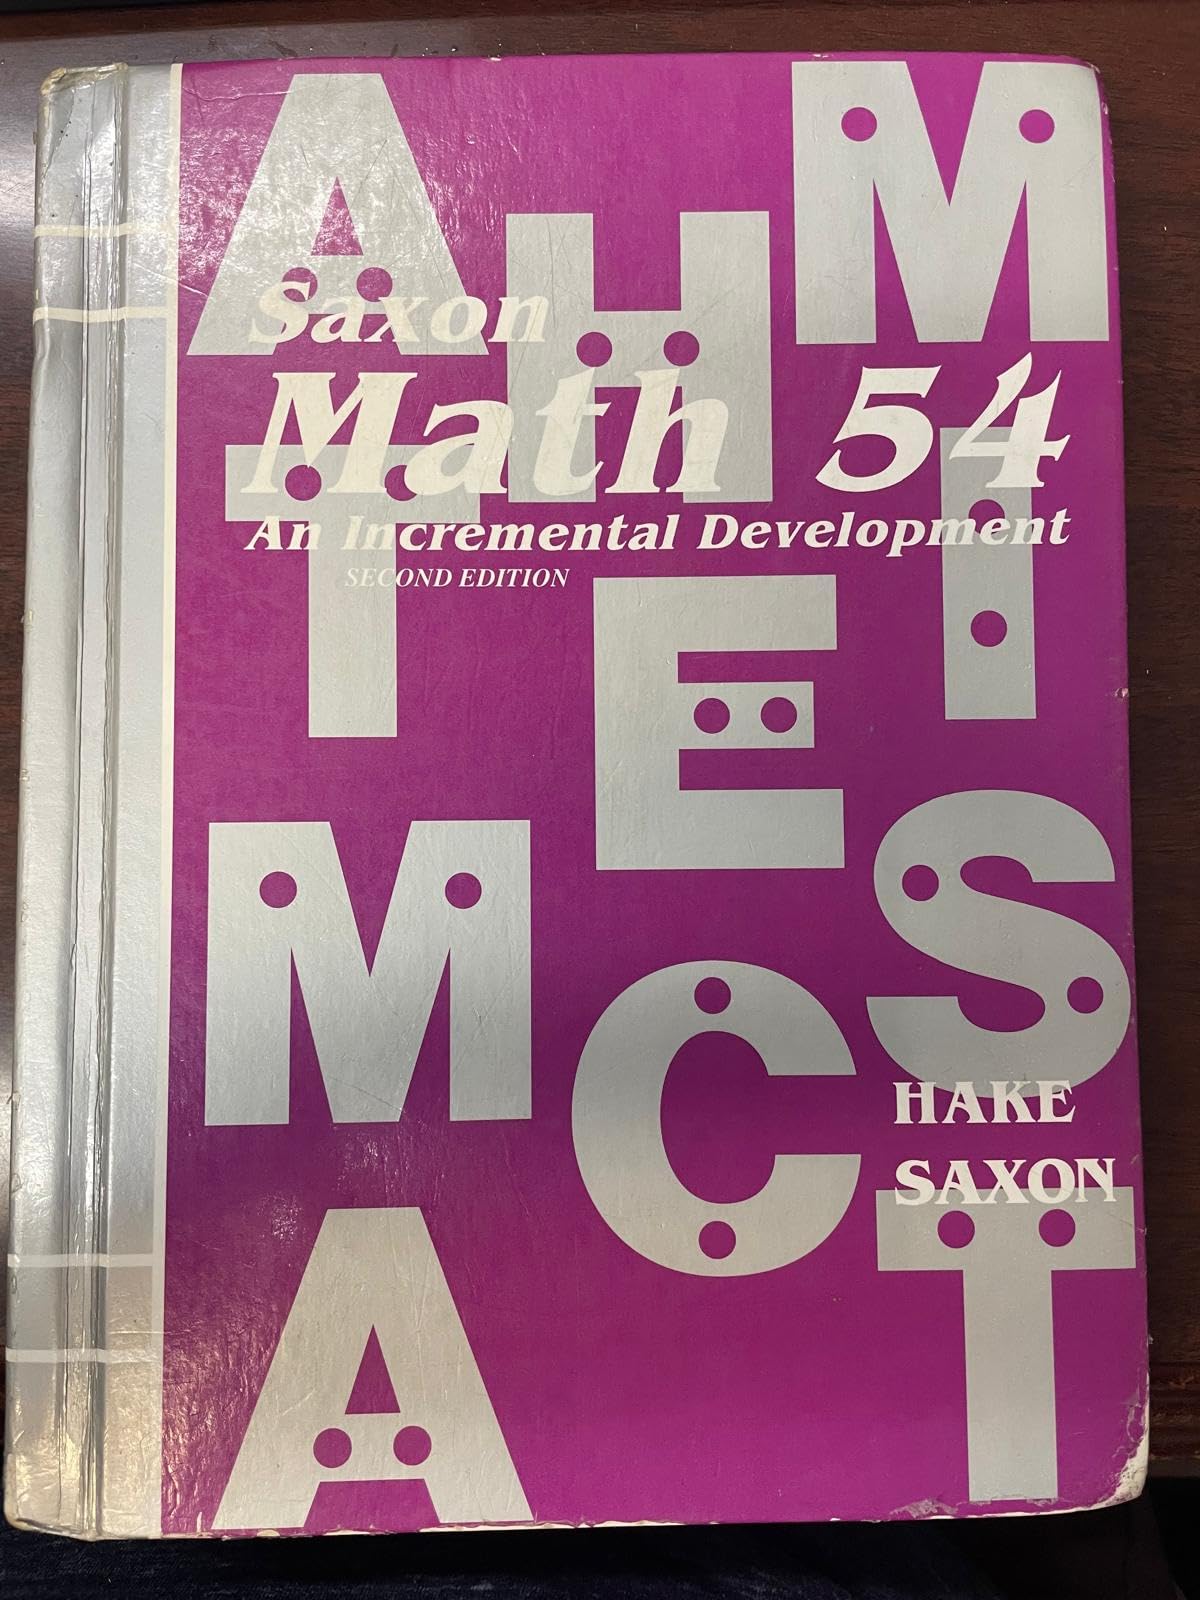 A H M
Saxon
Math 54
T I
An Incremental Development
SECOND EDITION
E
M S
C
HAKE
SAXON
A T